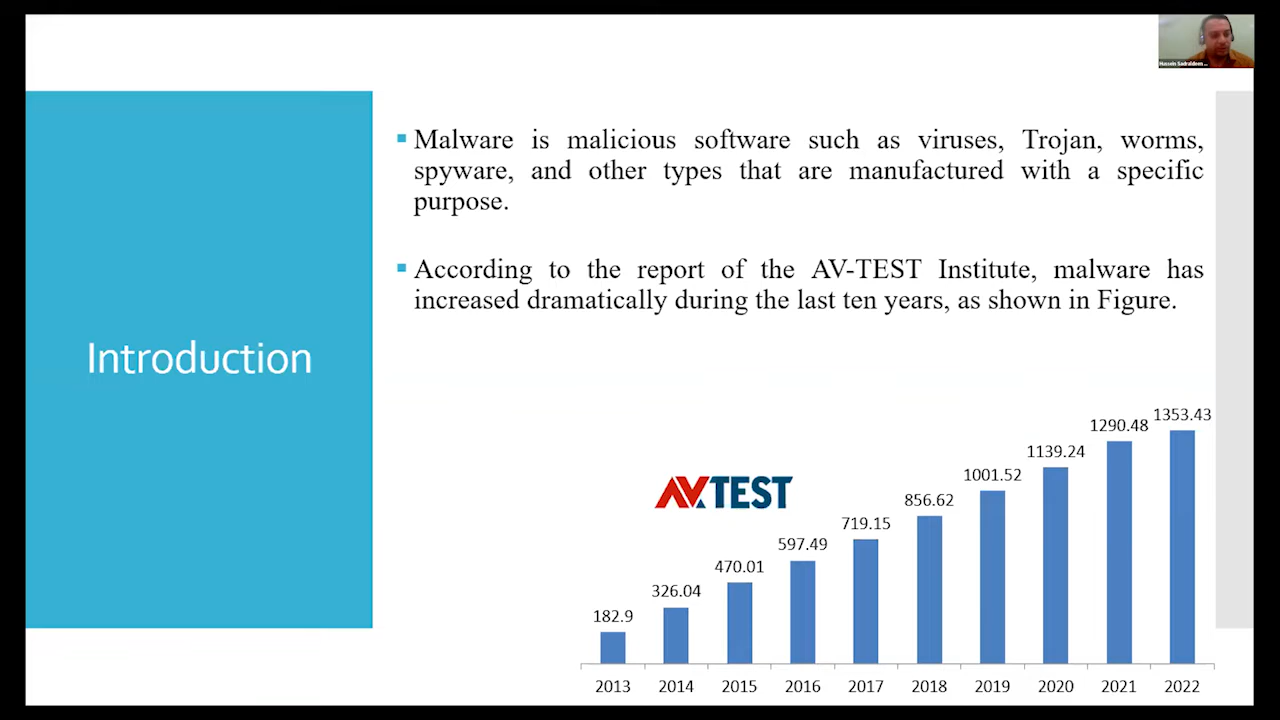 Hussein Sadraldeen ...
Malware is malicious software such as viruses, Trojan, worms,
spyware, and other types that are manufactured with a specific
purpose.
According to the report of the AV-TEST Institute, malware has
increased dramatically during the last ten years, as shown in Figure.
Introduction
AV TEST
182.9
326.04
470.01
597.49
719.15
856.62
1001.52
1139.24
1290.48
1353.43
2013 2014 2015 2016 2017 2018 2019 2020 2021 2022